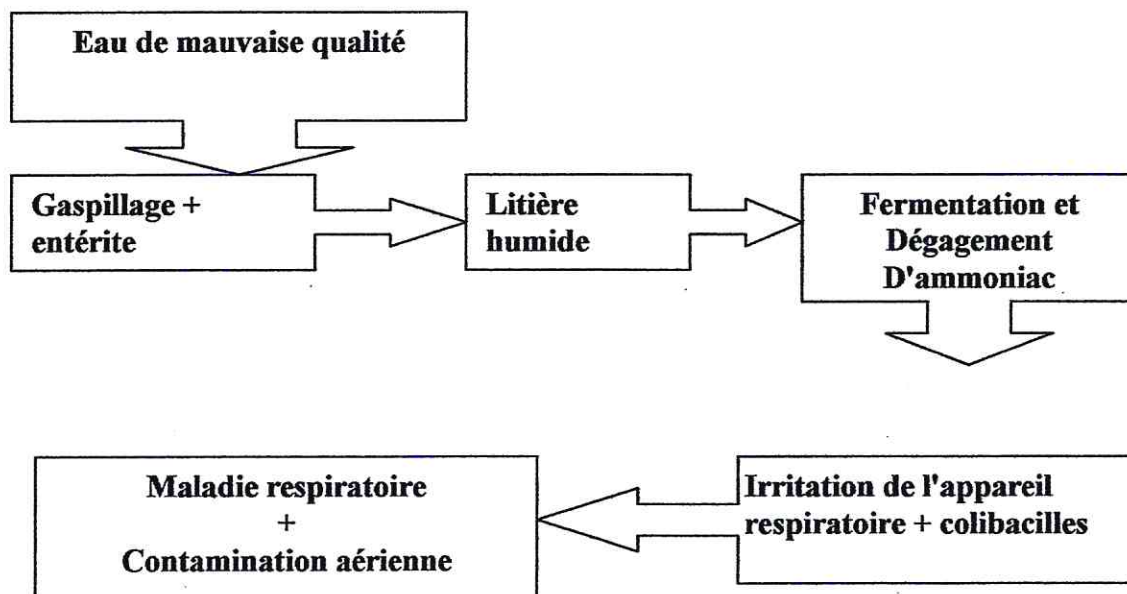 Eau de mauvaise qualité
Gaspillage +
entérite
Litière
humide
Fermentation et
Dégagement
D'ammoniac
Irritation de l'appareil
respiratoire + colibacilles
Maladie respiratoire
+
Contamination aérienne